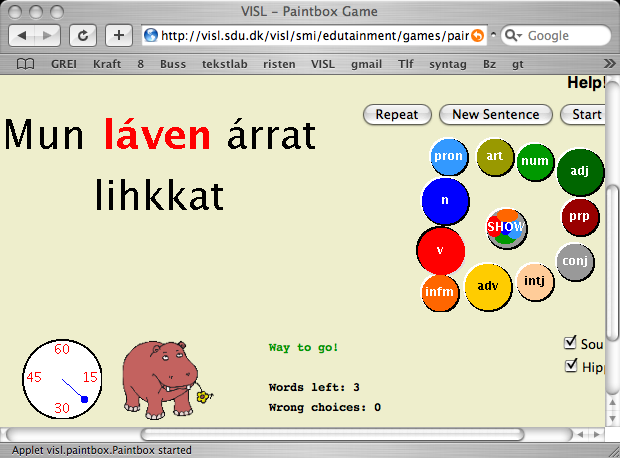 VISL – Paintbox Game
http://visl.sdu.dk/visl/smi/edutainment/games/pair
Google
GREI Kraft 8 Buss tekstlab risten VISL gmail Tlf syntag Bz gt
Help!
Repeat New Sentence Start
Mun láven árrat
lihkkat
pron art num adj
n SHOW prp
v conj
infm adv intj
Way to go!
Words left: 3
Wrong choices: 0
60
45 15
30
Sou
Hipp
Applet visl.paintbox.Paintbox started